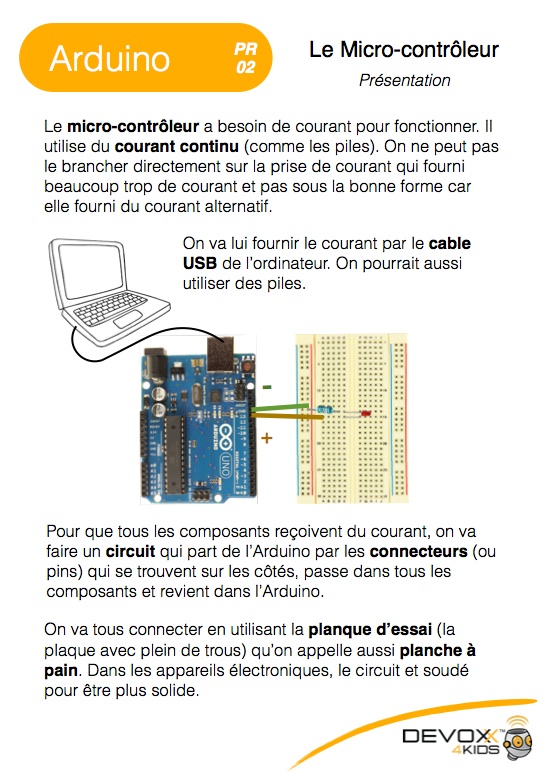 Arduino
PR
02
Le Micro-contrôleur
Présentation
Le micro-contrôleur a besoin de courant pour fonctionner. Il
utilise du courant continu (comme les piles). On ne peut pas
le brancher directement sur la prise de courant qui fourni
beaucoup trop de courant et pas sous la bonne forme car
elle fourni du courant alternatif.
On va lui fournir le courant par le cable
USB de l'ordinateur. On pourrait aussi
utiliser des piles.
-
+
ARDUINO
UNO
Pour que tous les composants reçoivent du courant, on va
faire un circuit qui part de l'Arduino par les connecteurs (ou
pins) qui se trouvent sur les côtés, passe dans tous les
composants et revient dans l'Arduino.
On va tous connecter en utilisant la planque d'essai (la
plaque avec plein de trous) qu'on appelle aussi planche à
pain. Dans les appareils électroniques, le circuit et soudé
pour être plus solide.
DEVOXX™
4KIDS